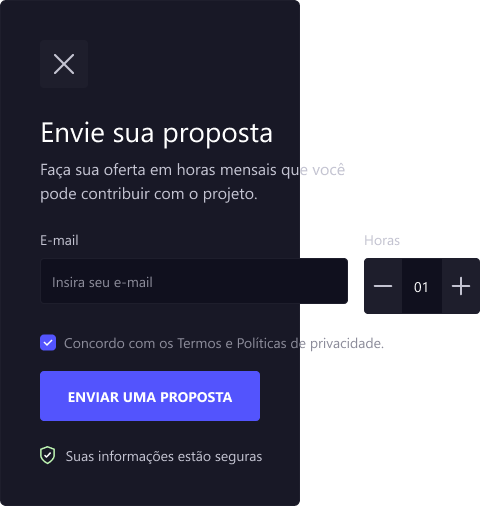 Envie sua proposta
Faça sua oferta em horas mensais que você
pode contribuir com o projeto.
E-mail
Horas
Insira seu e-mail
01
Concordo com os Termos e Políticas de privacidade.
ENVIAR UMA PROPOSTA
Suas informações estão seguras